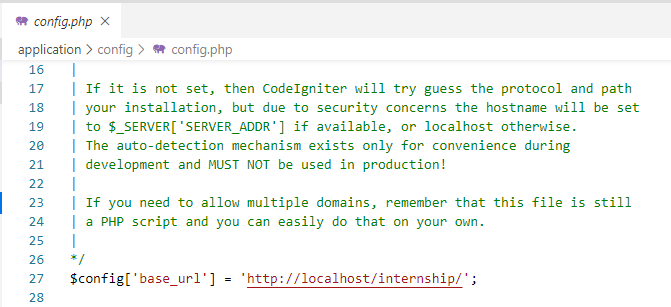 config.php ×
application > config > config.php
16 |
17 | If it is not set, then CodeIgniter will try guess the protocol and path
18 | your installation, but due to security concerns the hostname will be set
19 | to $_SERVER['SERVER_ADDR'] if available, or localhost otherwise.
20 | The auto-detection mechanism exists only for convenience during
21 | development and MUST NOT be used in production!
22 |
23 | If you need to allow multiple domains, remember that this file is still
24 | a PHP script and you can easily do that on your own.
25 |
26 */
27 $config['base_url'] = 'http://localhost/internship/';
28